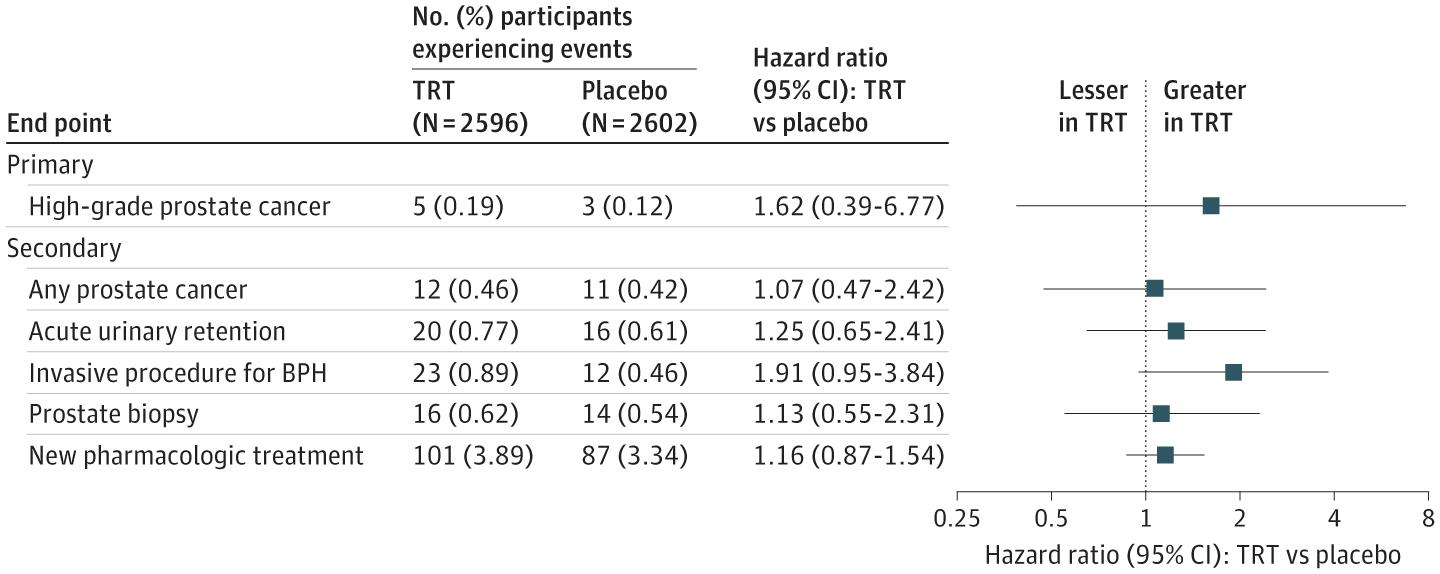 No. (%) participants
experiencing events
Hazard ratio
(95% CI): TRT
vs placebo
TRT
(N = 2596)
Placebo
(N = 2602)
Lesser
in TRT
Greater
in TRT
End point
Primary
High-grade prostate cancer 5 (0.19) 3 (0.12) 1.62 (0.39-6.77)
Secondary
Any prostate cancer 12 (0.46) 11 (0.42) 1.07 (0.47-2.42)
Acute urinary retention 20 (0.77) 16 (0.61) 1.25 (0.65-2.41)
Invasive procedure for BPH 23 (0.89) 12 (0.46) 1.91 (0.95-3.84)
Prostate biopsy 16 (0.62) 14 (0.54) 1.13 (0.55-2.31)
New pharmacologic treatment 101 (3.89) 87 (3.34) 1.16 (0.87-1.54)
0.25 0.5 1 2 4 8
Hazard ratio (95% CI): TRT vs placebo